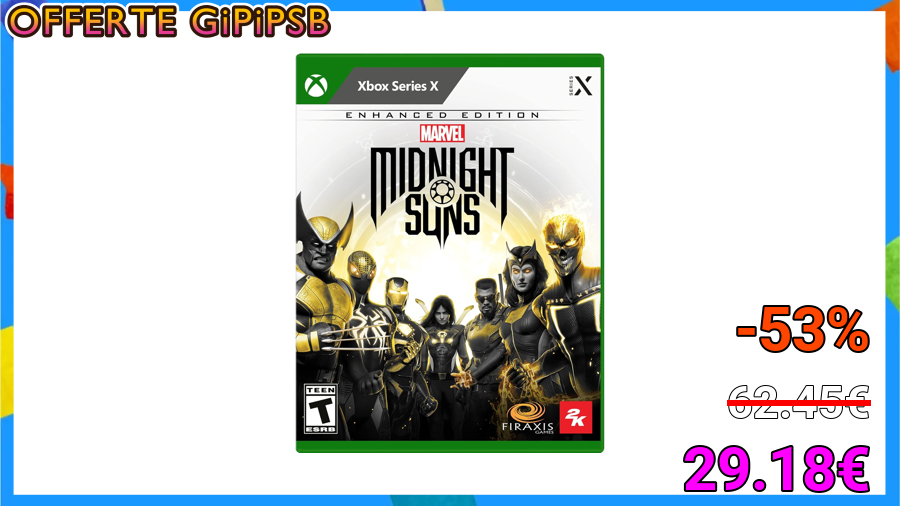 OFFERTE GiPiPSB
Xbox Series X
SERIES X
ENHANCED EDITION
MARVEL
MIDNIGHT
SUNS
-53%
62.45€
29.18€
TEEN
T
ESRB
FIRAXIS
GAMES
2K